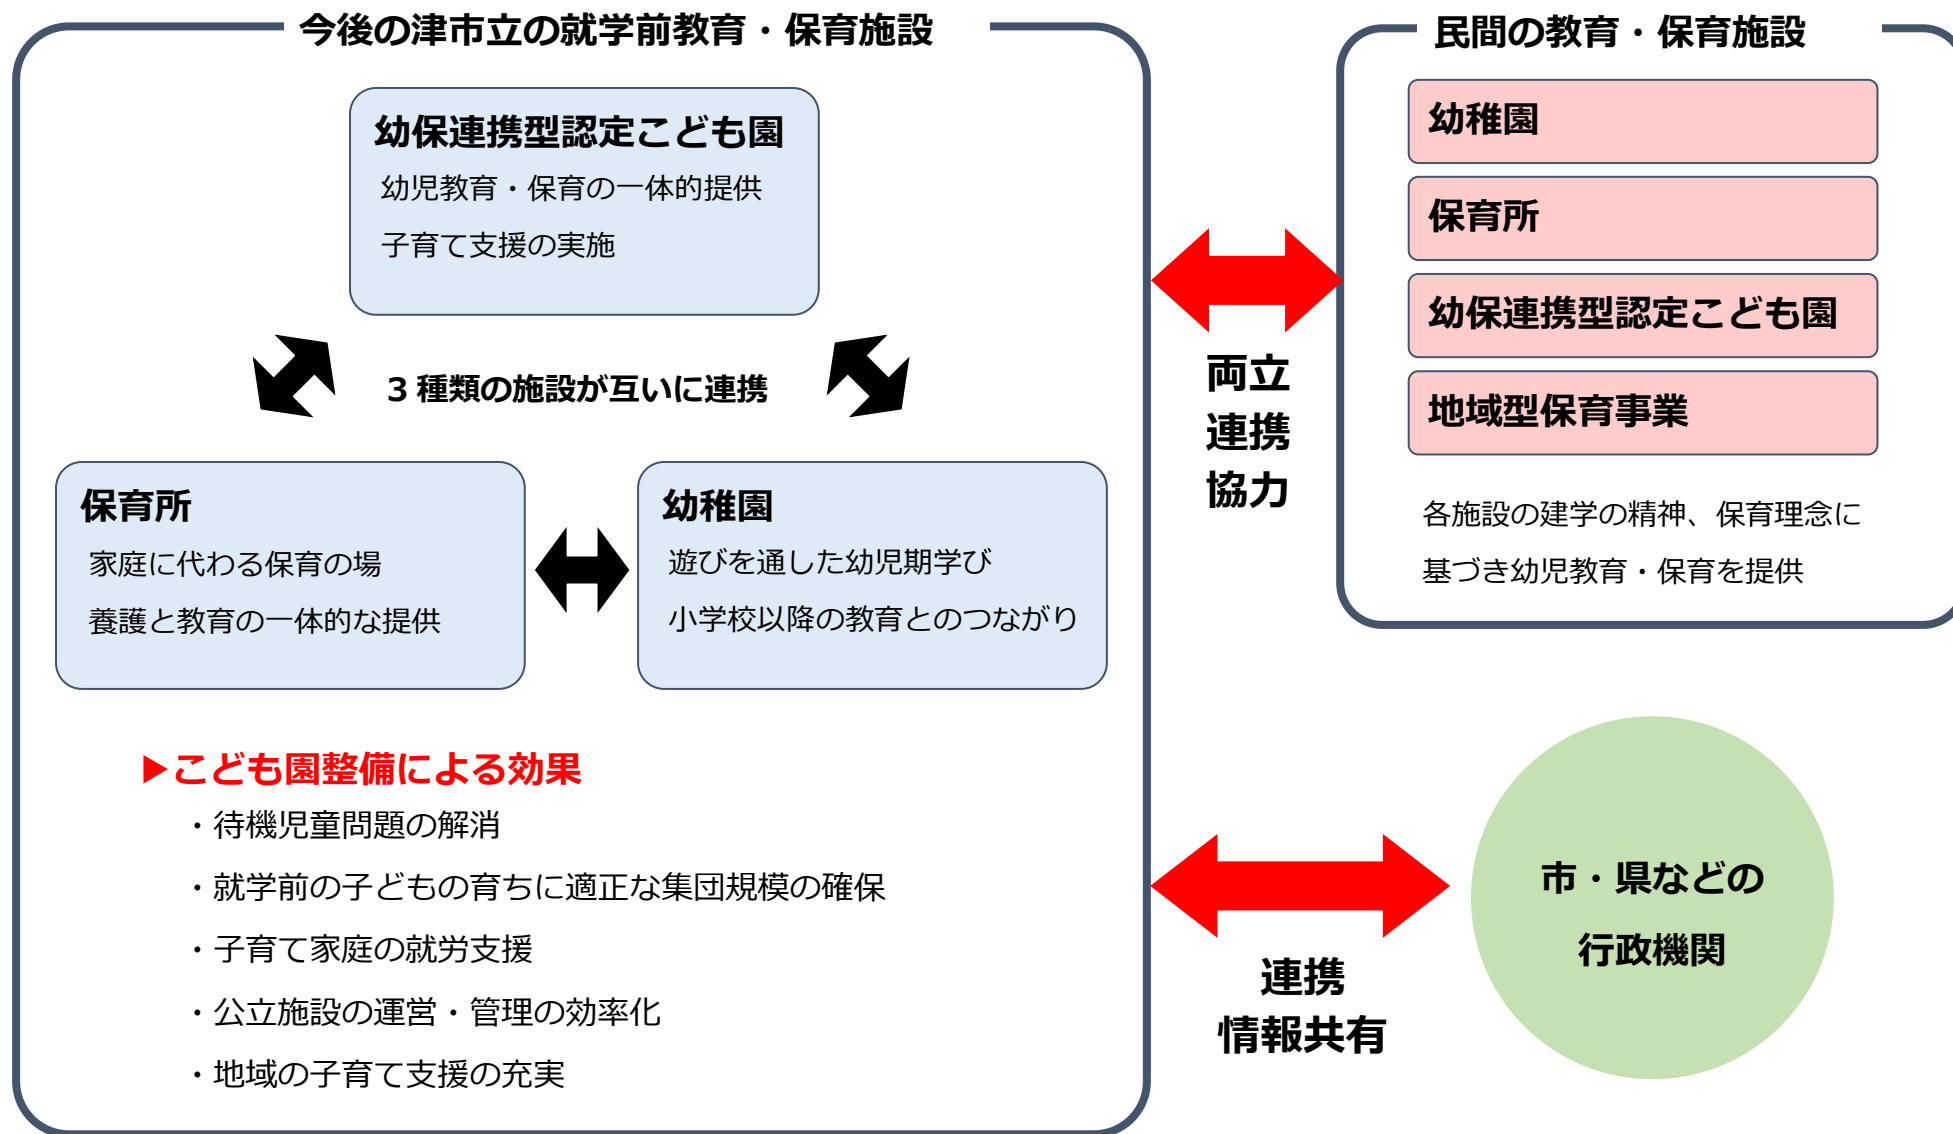 今後の津市立の就学前教育・保育施設
幼保連携型認定こども園
幼児教育・保育の一体的提供
子育て支援の実施
3 種類の施設が互いに連携
保育所
家庭に代わる保育の場
養護と教育の一体的な提供
幼稚園
遊びを通した幼児期学び
小学校以降の教育とのつながり
▶こども園整備による効果
・待機児童問題の解消
・就学前の子どもの育ちに適正な集団規模の確保
・子育て家庭の就労支援
・公立施設の運営・管理の効率化
・地域の子育て支援の充実
両立
連携
協力
民間の教育・保育施設
幼稚園
保育所
幼保連携型認定こども園
地域型保育事業
各施設の建学の精神、保育理念に
基づき幼児教育・保育を提供
連携
情報共有
市・県などの
行政機関